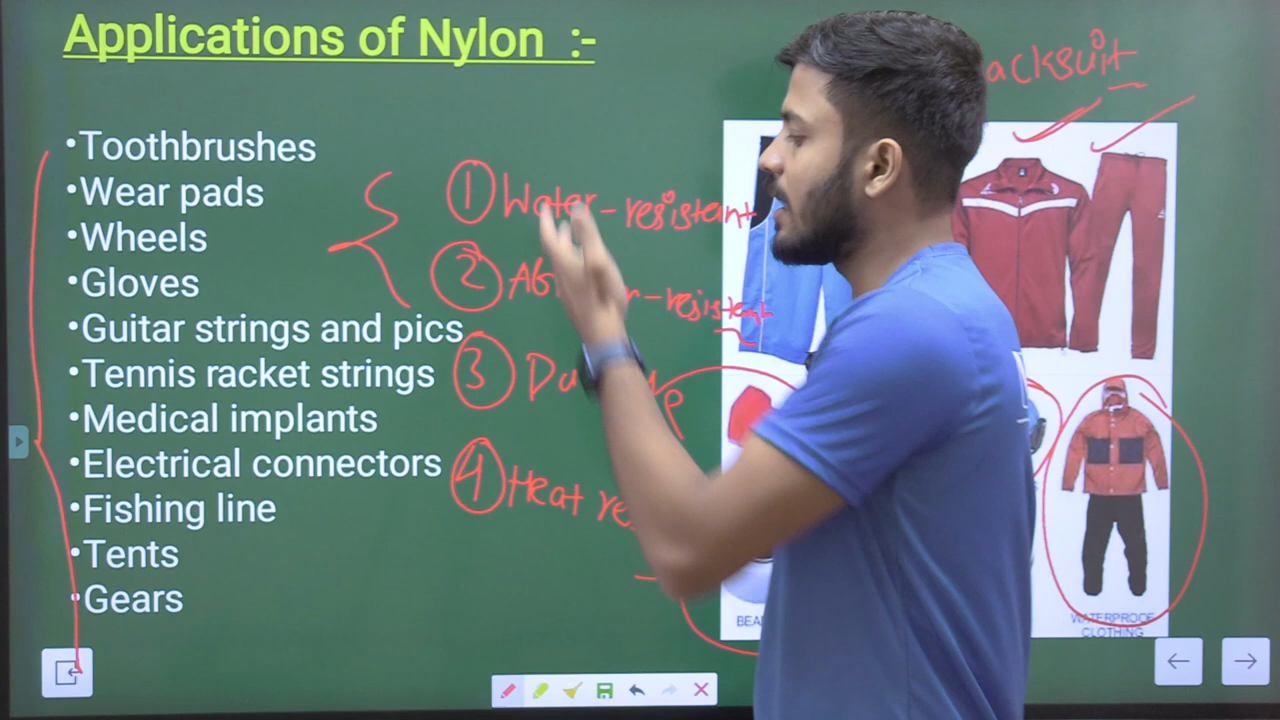 Applications of Nylon :-
acksuit
•Toothbrushes
•Wear pads
•Wheels
•Gloves
•Guitar strings and pics
•Tennis racket strings
•Medical implants
•Electrical connectors
•Fishing line
•Tents
•Gears
① Water-resistant
②
③
④ Heat
BEA
WATERPROOF
CLOTHING